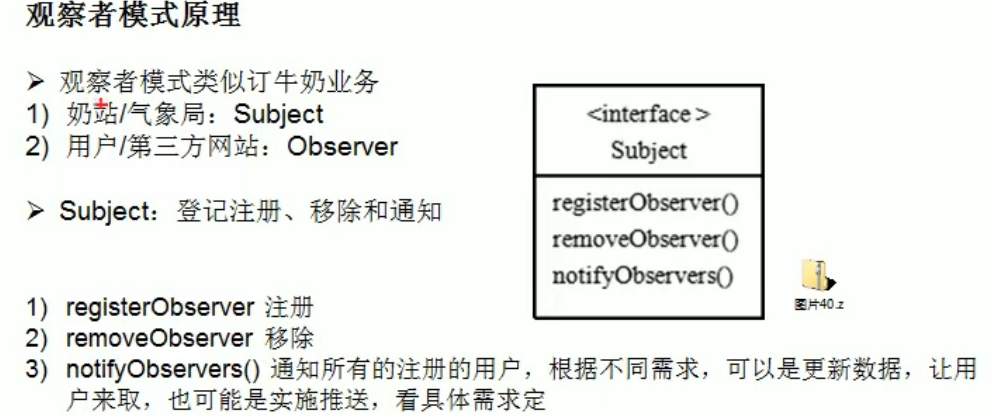 观察者模式原理
➢ 观察者模式类似订牛奶业务
1) 奶站/气象局：Subject
2) 用户/第三方网站：Observer
➢ Subject：登记注册、移除和通知
1) registerObserver 注册
2) removeObserver 移除
3) notifyObservers() 通知所有的注册的用户，根据不同需求，可以是更新数据，让用
户来取，也可能是实施推送，看具体需求定
<interface >
Subject
registerObserver()
removeObserver()
notifyObservers()
图片40.z